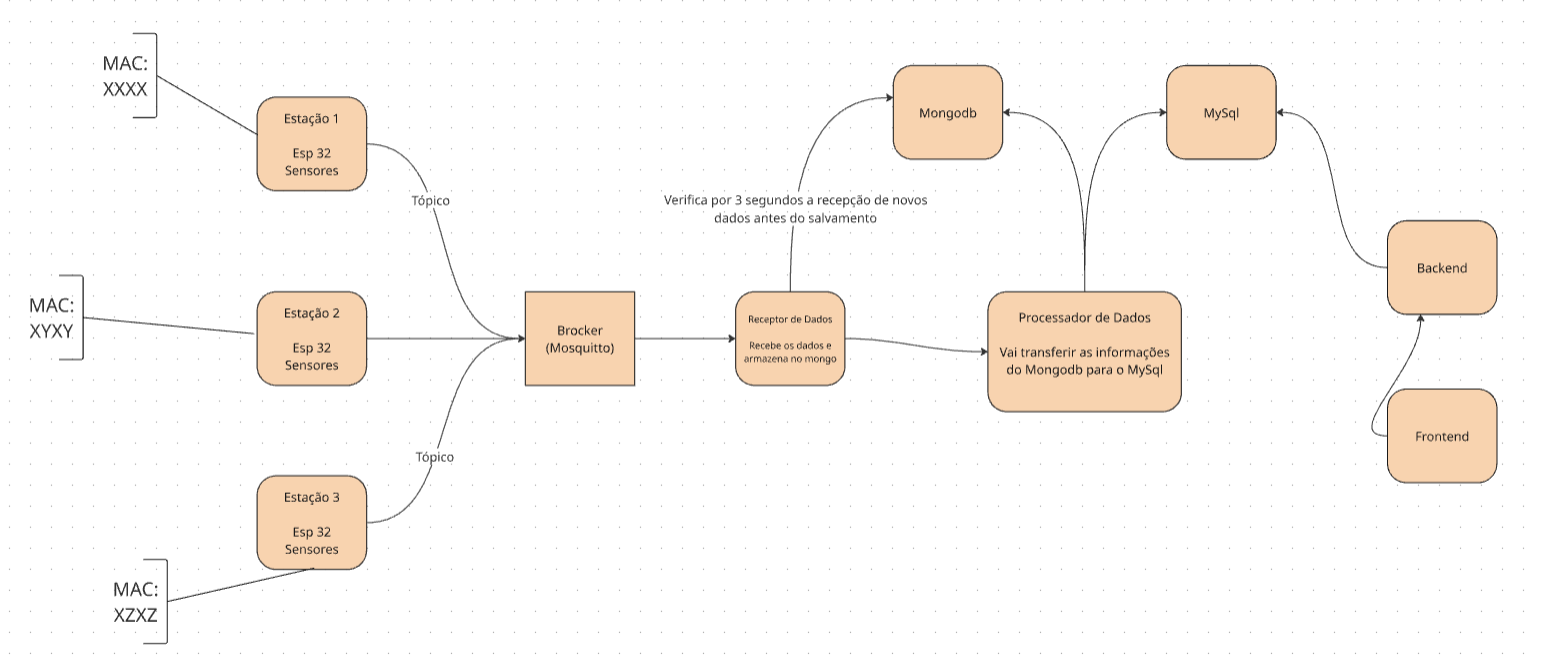 MAC:
XXXX
Estação 1
Esp 32
Sensores
Tópico
MAC:
XYXY
Estação 2
Esp 32
Sensores
Tópico
Estação 3
Esp 32
Sensores
MAC:
XZXZ
Brocker
(Mosquitto)
Verifica por 3 segundos a recepção de novos
dados antes do salvamento
Receptor de Dados
Recebe os dados e
armazena no mongo
Mongodb
MySql
Processador de Dados
Vai transferir as informações
do Mongodb para o MySql
Backend
Frontend